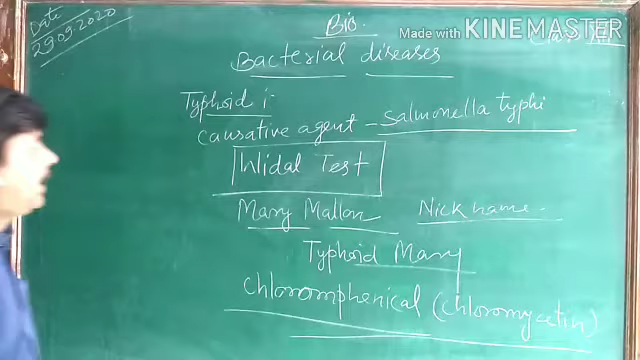 Date
29.09.2020
Bio.
Made with KINEMASTER
Bacterial diseases
Typhoid :-
Causative agent - Salmonella typhi
Widal Test
Mary Mallon Nick name -
Typhoid Mary
Chloromphenical (Chloromycetin)